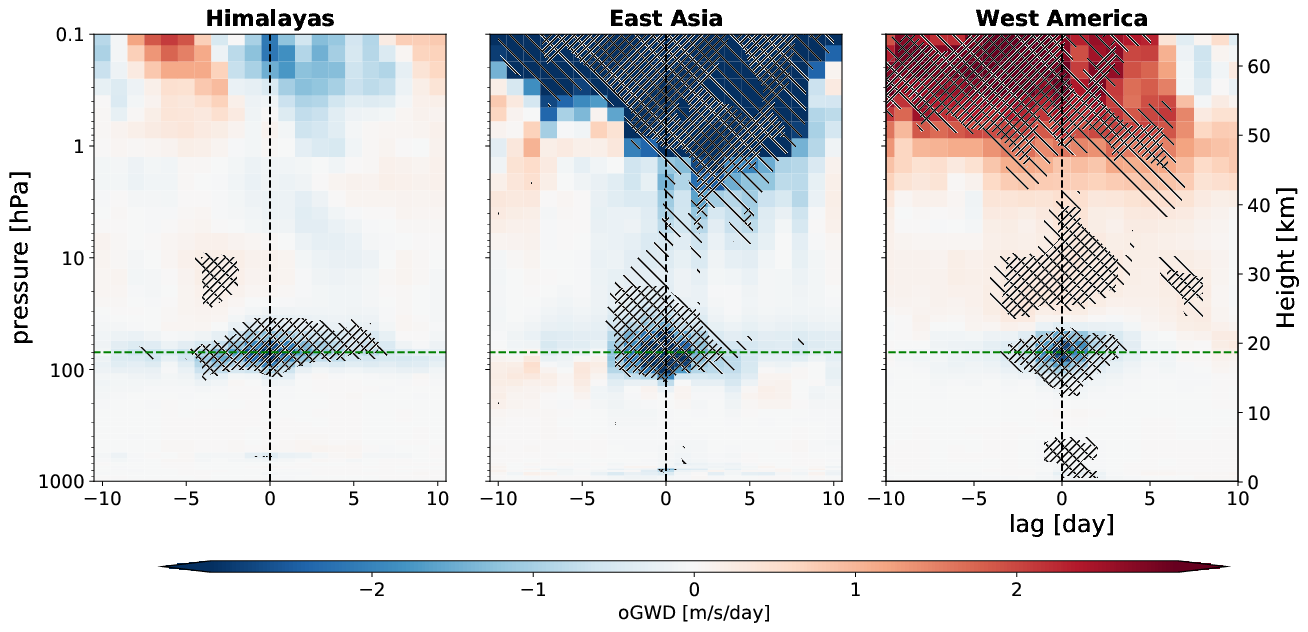 Himalayas
East Asia
West America
0.1
1
10
100
1000
pressure [hPa]
60
50
40
30
20
10
0
Height [km]
−10 −5 0 5 10
−10 −5 0 5 10
−10 −5 0 5 10
lag [day]
−2 −1 0 1 2
oGWD [m/s/day]